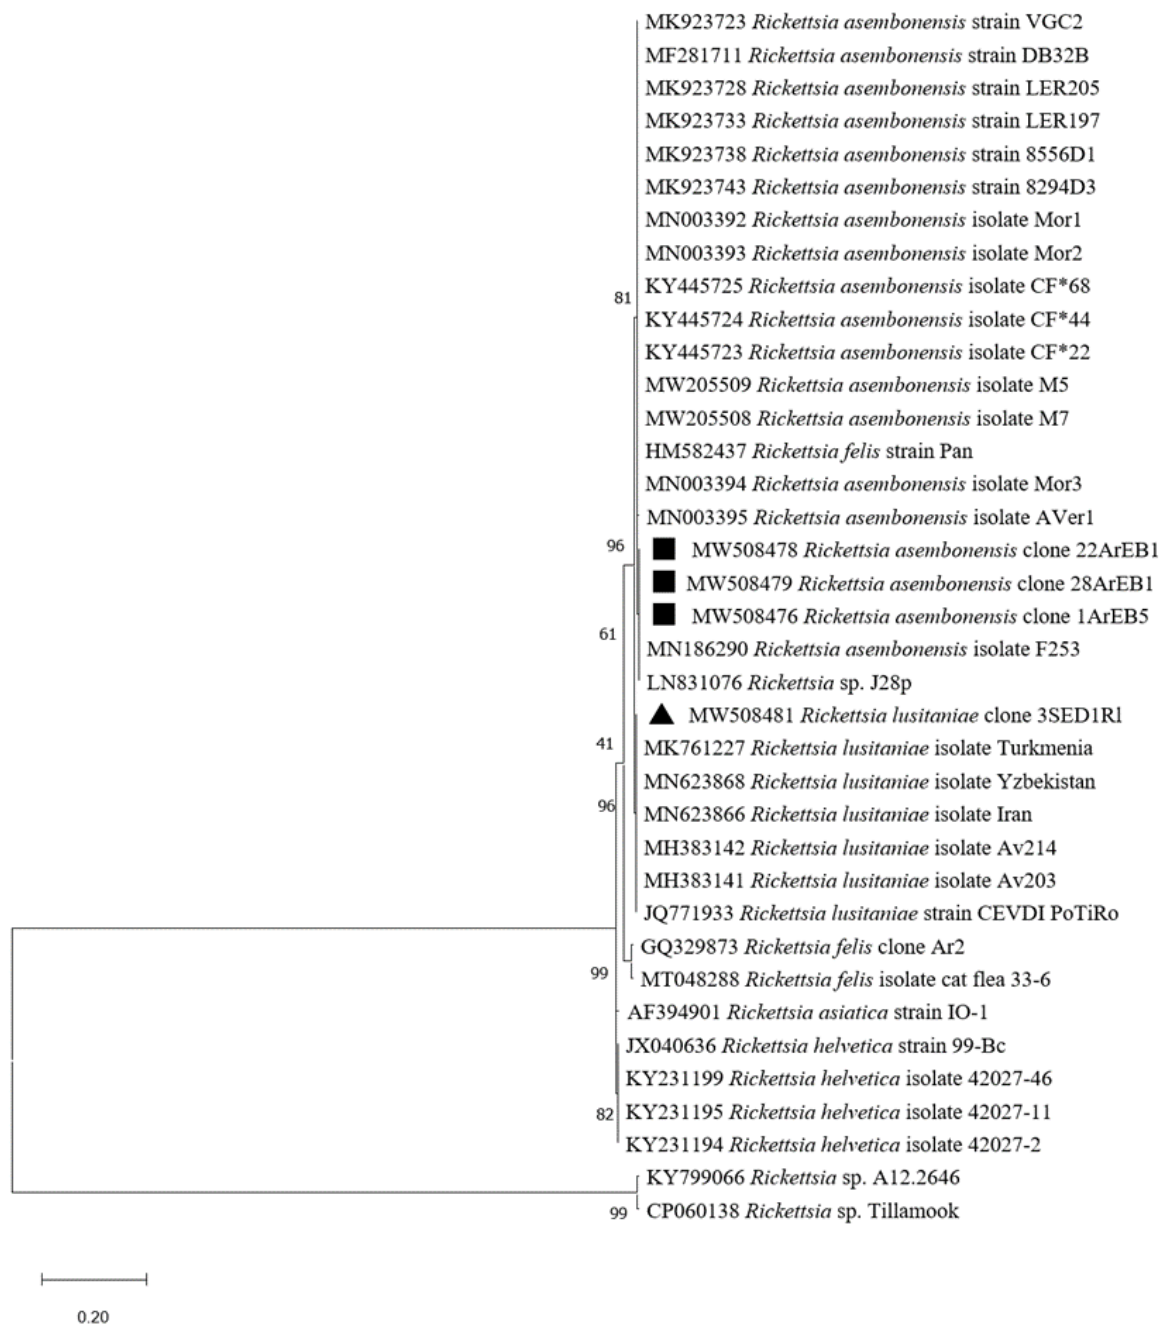 MK923723 Rickettsia asembonensis strain VGC2
MF281711 Rickettsia asembonensis strain DB32B
MK923728 Rickettsia asembonensis strain LER205
MK923733 Rickettsia asembonensis strain LER197
MK923738 Rickettsia asembonensis strain 8556D1
MK923743 Rickettsia asembonensis strain 8294D3
MN003392 Rickettsia asembonensis isolate Mor1
MN003393 Rickettsia asembonensis isolate Mor2
KY445725 Rickettsia asembonensis isolate CF*68
81
KY445724 Rickettsia asembonensis isolate CF*44
KY445723 Rickettsia asembonensis isolate CF*22
MW205509 Rickettsia asembonensis isolate M5
MW205508 Rickettsia asembonensis isolate M7
HM582437 Rickettsia felis strain Pan
MN003394 Rickettsia asembonensis isolate Mor3
MN003395 Rickettsia asembonensis isolate AVer1
96
MW508478 Rickettsia asembonensis clone 22ArEB1
MW508479 Rickettsia asembonensis clone 28ArEB1
MW508476 Rickettsia asembonensis clone 1ArEB5
61
MN186290 Rickettsia asembonensis isolate F253
LN831076 Rickettsia sp. J28p
MW508481 Rickettsia lusitaniae clone 3SED1Rl
41
MK761227 Rickettsia lusitaniae isolate Turkmenia
MN623868 Rickettsia lusitaniae isolate Yzbekistan
96
MN623866 Rickettsia lusitaniae isolate Iran
MH383142 Rickettsia lusitaniae isolate Av214
MH383141 Rickettsia lusitaniae isolate Av203
JQ771933 Rickettsia lusitaniae strain CEVDI PoTiRo
GQ329873 Rickettsia felis clone Ar2
99
MT048288 Rickettsia felis isolate cat flea 33-6
AF394901 Rickettsia asiatica strain IO-1
JX040636 Rickettsia helvetica strain 99-Bc
KY231199 Rickettsia helvetica isolate 42027-46
82
KY231195 Rickettsia helvetica isolate 42027-11
KY231194 Rickettsia helvetica isolate 42027-2
KY799066 Rickettsia sp. A12.2646
99
CP060138 Rickettsia sp. Tillamook
0.20